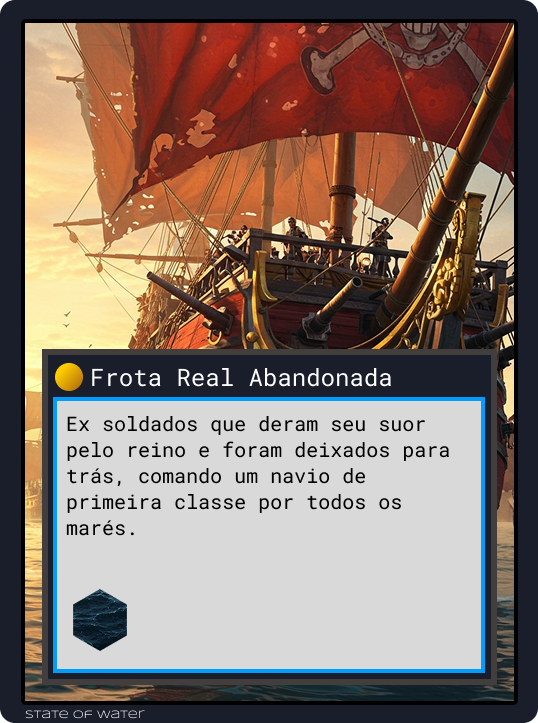 Frota Real Abandonada
Ex soldados que deram seu suor
pelo reino e foram deixados para
trás, comando um navio de
primeira classe por todos os
marés.
STATE OF WATER